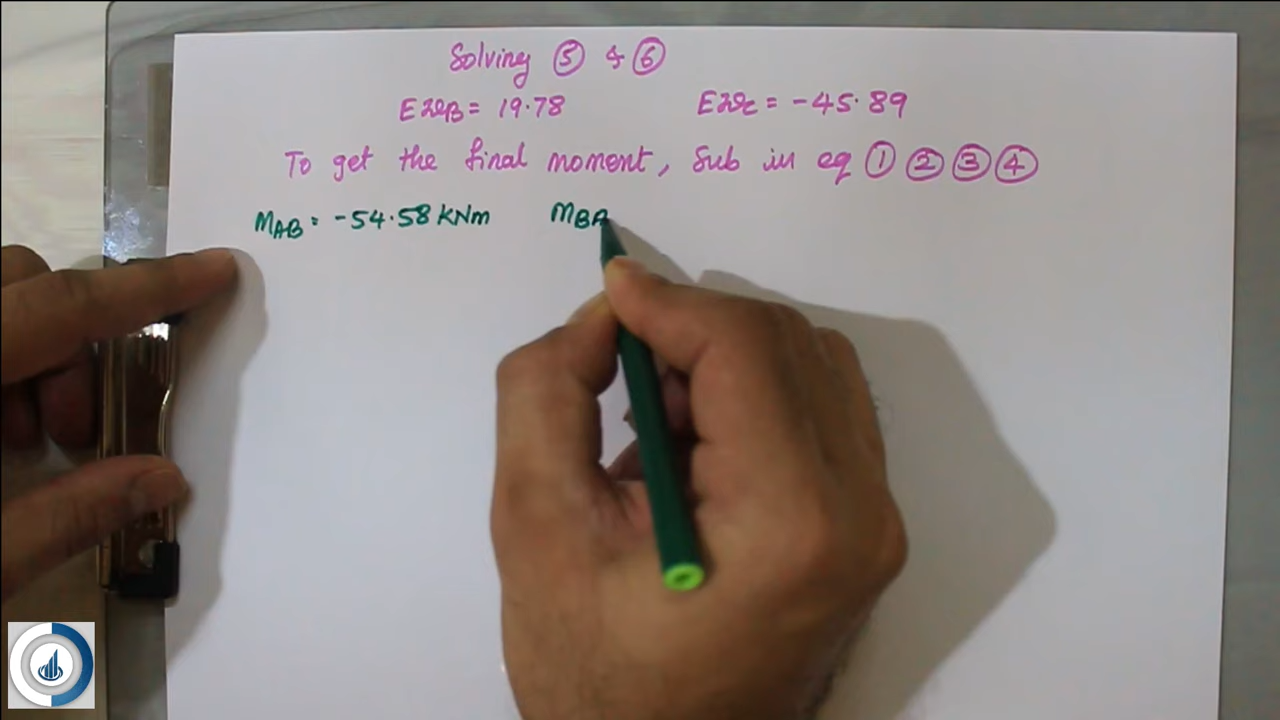 Solving ⑤ & ⑥
EIθB = 19.78 EIθC = -45.89
To get the final moment, Sub in eq ① ② ③ ④
MAB = -54.58 kNm MBA